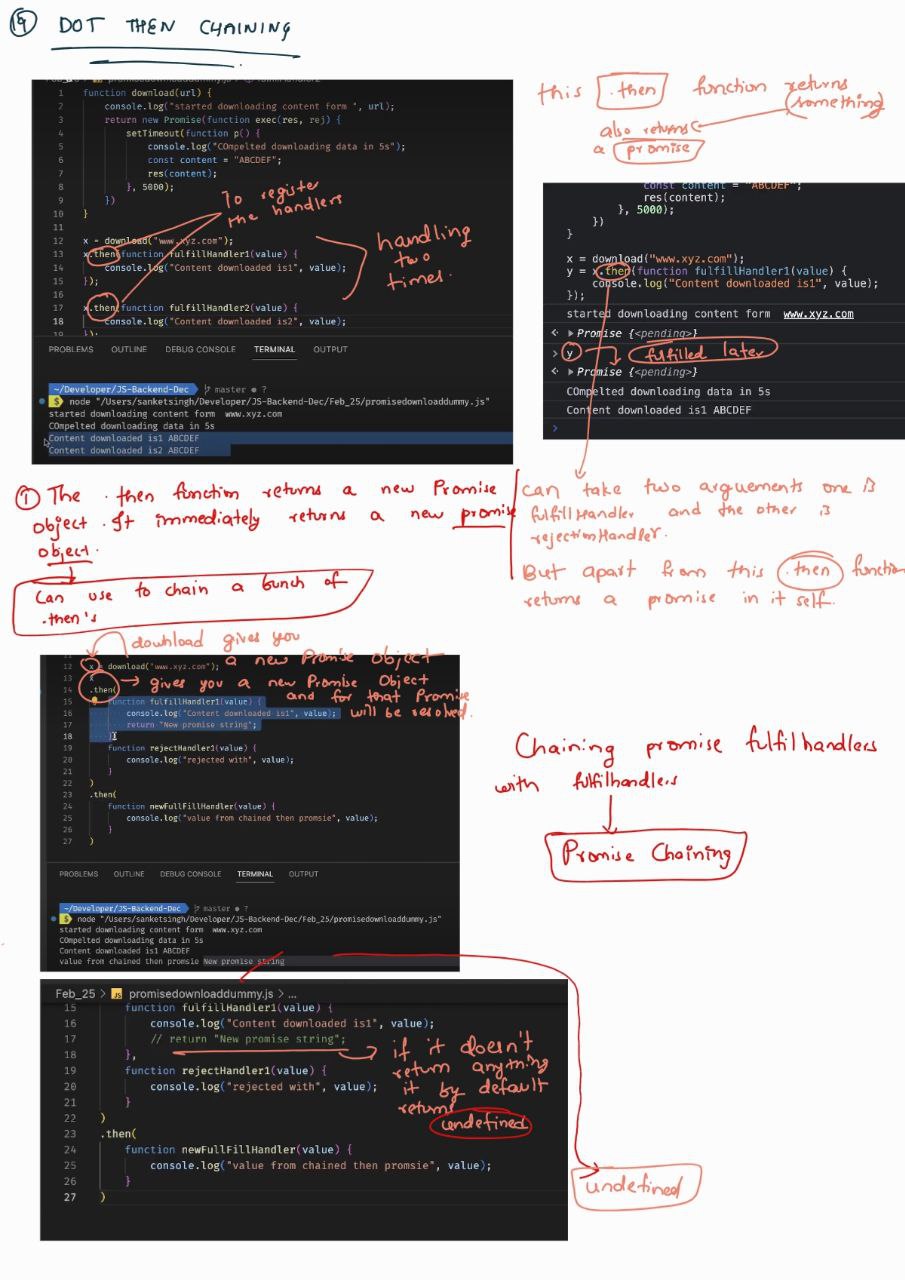 19 DOT THEN CHAINING
1 function download(url) {
2 console.log("started downloading content form ", url);
3 return new Promise(function exec(res, rej) {
4 setTimeout(function p() {
5 console.log("COmpelted downloading data in 5s");
6 const content = "ABCDEF";
7 res(content);
8 }, 5000);
9 })
10 }
11
12 x = download("www.xyz.com");
13 x.then(function fulfillHandler1(value) {
14 console.log("Content downloaded is1", value);
15 });
16
17 x.then(function fulfillHandler2(value) {
18 console.log("Content downloaded is2", value);
19 });
To register
the handlers
handling
two
times.
PROBLEMS OUTLINE DEBUG CONSOLE TERMINAL OUTPUT
~/Developer/JS-Backend-Dec master ● ?
$ node "/Users/sanketsingh/Developer/JS-Backend-Dec/Feb_25/promisedownloaddummy.js"
started downloading content form www.xyz.com
COmpelted downloading data in 5s
Content downloaded is1 ABCDEF
Content downloaded is2 ABCDEF
this .then function returns
something
also returns
a promise
const content = "ABCDEF";
res(content);
}, 5000);
})
}
x = download("www.xyz.com");
y = x.then(function fulfillHandler1(value) {
console.log("Content downloaded is1", value);
});
started downloading content form www.xyz.com
Promise {<pending>}
y fulfilled later
Promise {<pending>}
COmpelted downloading data in 5s
Content downloaded is1 ABCDEF
1 The .then function returns a new Promise
object. It immediately returns a new promise
object.
Can use to chain a bunch of
.then's
can take two arguements one is
fulfillHandler and the other is
rejectionHandler.
But apart from this .then function
returns a promise in it self.
download gives you
a new Promise Object
gives you a new Promise Object
and for that Promise
will be resolved.
12 x = download("www.xyz.com");
13 x
14 .then(
15 function fulfillHandler1(value) {
16 console.log("Content downloaded is1", value);
17 return "New promise string";
18 },
19 function rejectHandler1(value) {
20 console.log("rejected with", value);
21 }
22 )
23 .then(
24 function newFullFillHandler(value) {
25 console.log("value from chained then promsie", value);
26 }
27 )
PROBLEMS OUTLINE DEBUG CONSOLE TERMINAL OUTPUT
~/Developer/JS-Backend-Dec master ● ?
$ node "/Users/sanketsingh/Developer/JS-Backend-Dec/Feb_25/promisedownloaddummy.js"
started downloading content form www.xyz.com
COmpelted downloading data in 5s
Content downloaded is1 ABCDEF
value from chained then promsie New promise string
Chaining promise fulfilhandlers
with fulfilhandlers
Promise Chaining
Feb_25 > JS promisedownloaddummy.js > ...
15 function fulfillHandler1(value) {
16 console.log("Content downloaded is1", value);
17 // return "New promise string";
18 },
19 function rejectHandler1(value) {
20 console.log("rejected with", value);
21 }
22 )
23 .then(
24 function newFullFillHandler(value) {
25 console.log("value from chained then promsie", value);
26 }
27 )
if it doesn't
return anything
it by default
returns
undefined
undefined